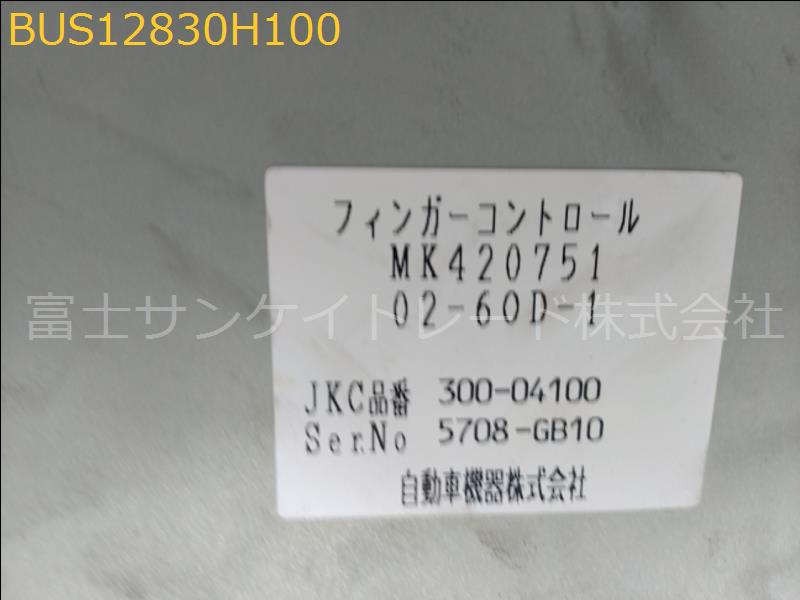 BUS12830H100
フィンガーコントロール
MK420751
02-60D-1
富士サンケイトレード株式会社
JKC品番 300-04100
Ser.No 5708-GB10
自動車機器株式会社